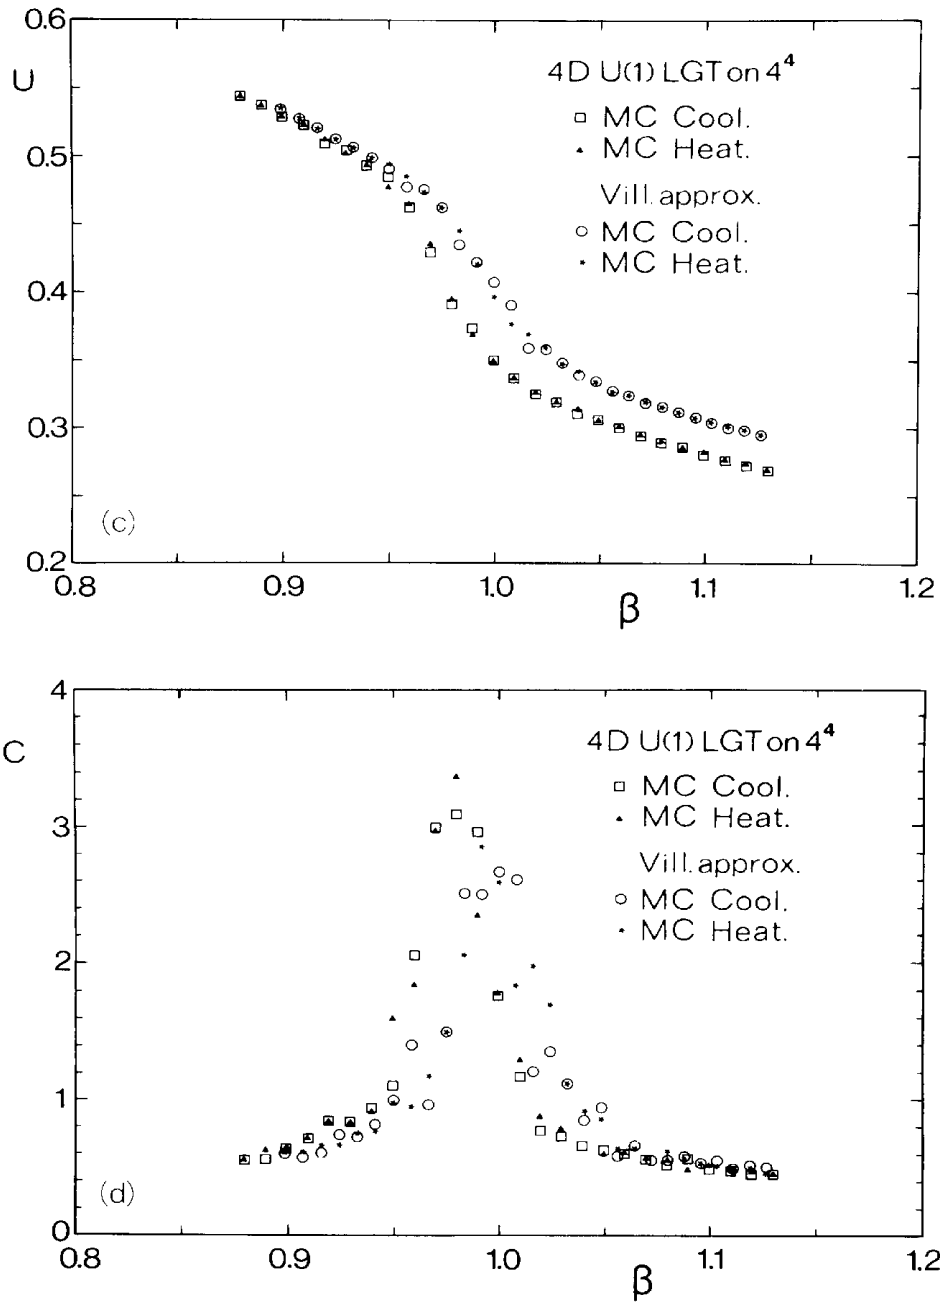 0.6
U
4D U(1) LGT on 4⁴
MC Cool.
MC Heat.
0.5
Vill. approx.
MC Cool.
MC Heat.
0.4
0.3
(c)
0.2
0.8
0.9
1.0
1.1
1.2
β
4
C
4D U(1) LGT on 4⁴
MC Cool.
MC Heat.
3
Vill. approx.
MC Cool.
MC Heat.
2
1
(d)
0
0.8
0.9
1.0
1.1
1.2
β